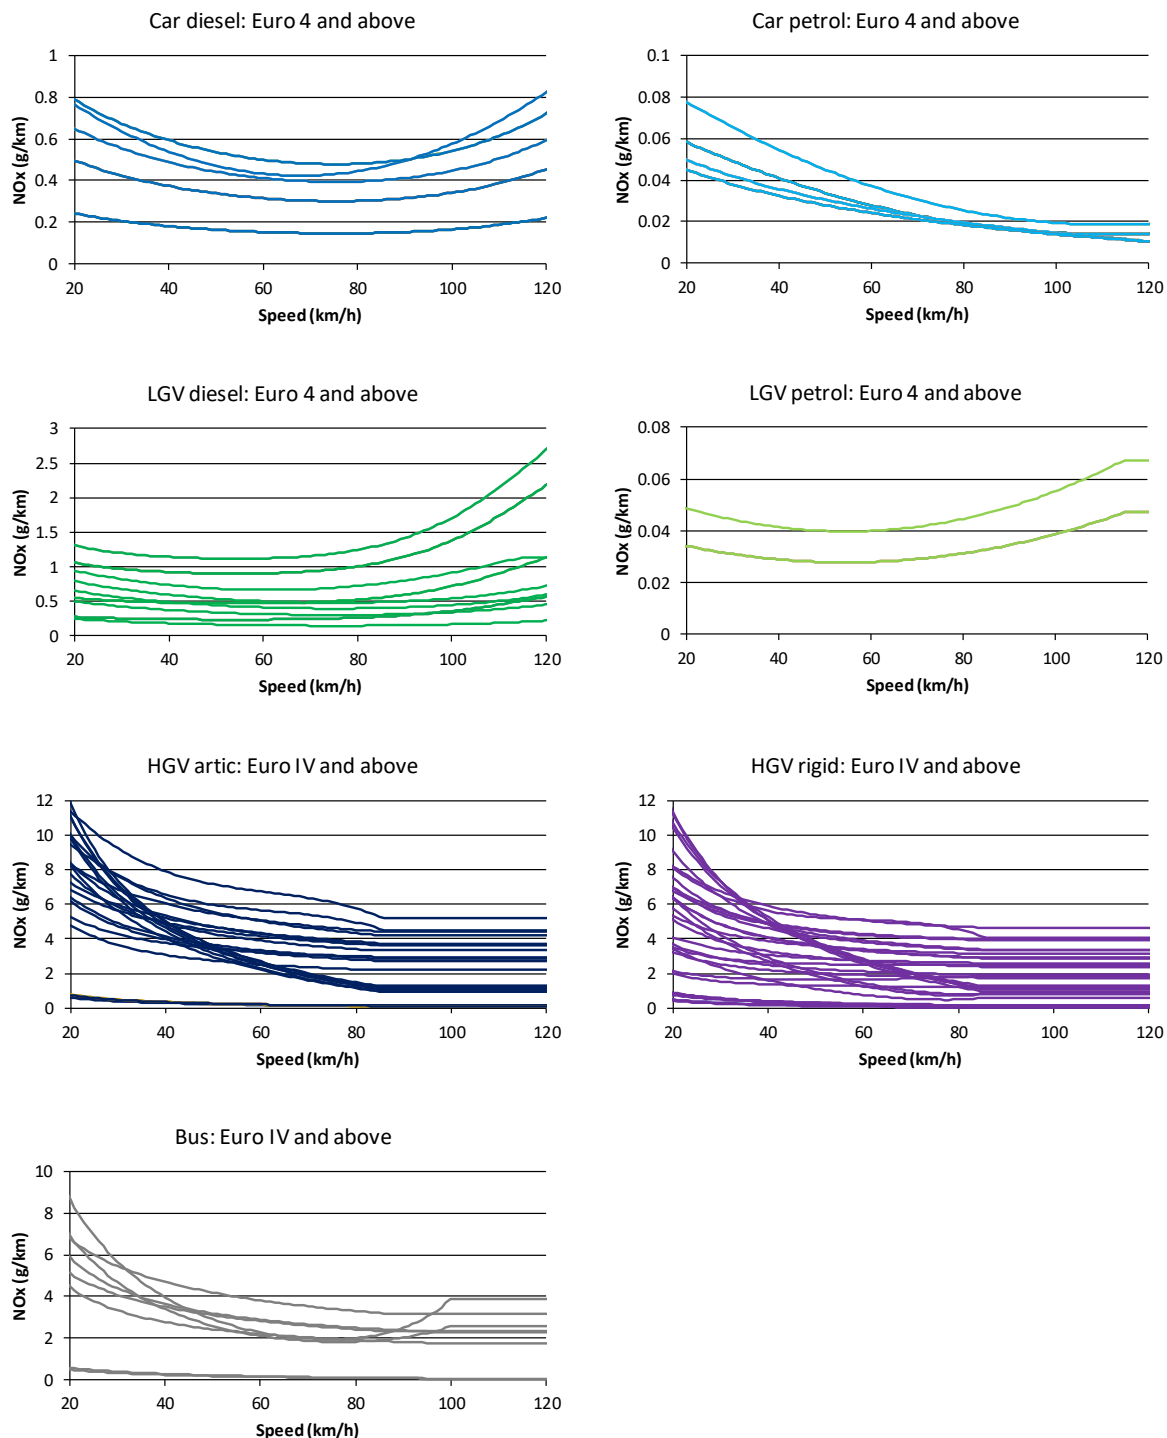 Car diesel: Euro 4 and above
1
0.8
0.6
0.4
0.2
0
NOx (g/km)
20 40 60 80 100 120
Speed (km/h)
Car petrol: Euro 4 and above
0.1
0.08
0.06
0.04
0.02
0
NOx (g/km)
20 40 60 80 100 120
Speed (km/h)
LGV diesel: Euro 4 and above
3
2.5
2
1.5
1
0.5
0
NOx (g/km)
20 40 60 80 100 120
Speed (km/h)
LGV petrol: Euro 4 and above
0.08
0.06
0.04
0.02
0
NOx (g/km)
20 40 60 80 100 120
Speed (km/h)
HGV artic: Euro IV and above
12
10
8
6
4
2
0
NOx (g/km)
20 40 60 80 100 120
Speed (km/h)
HGV rigid: Euro IV and above
12
10
8
6
4
2
0
NOx (g/km)
20 40 60 80 100 120
Speed (km/h)
Bus: Euro IV and above
10
8
6
4
2
0
NOx (g/km)
20 40 60 80 100 120
Speed (km/h)